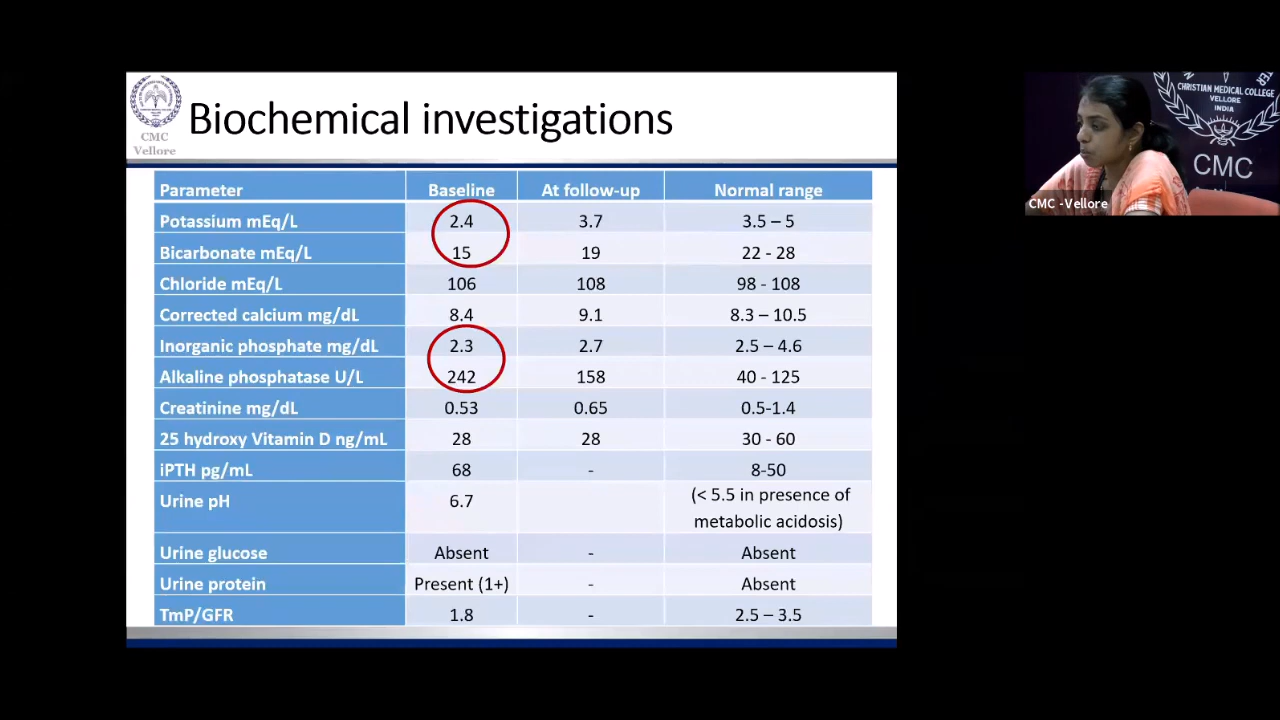 CMC
Vellore
Biochemical investigations
Parameter Baseline At follow-up Normal range
Potassium mEq/L 2.4 3.7 3.5 – 5
Bicarbonate mEq/L 15 19 22 - 28
Chloride mEq/L 106 108 98 - 108
Corrected calcium mg/dL 8.4 9.1 8.3 – 10.5
Inorganic phosphate mg/dL 2.3 2.7 2.5 – 4.6
Alkaline phosphatase U/L 242 158 40 - 125
Creatinine mg/dL 0.53 0.65 0.5-1.4
25 hydroxy Vitamin D ng/mL 28 28 30 - 60
iPTH pg/mL 68 - 8-50
Urine pH 6.7 (< 5.5 in presence of
metabolic acidosis)
Urine glucose Absent - Absent
Urine protein Present (1+) - Absent
TmP/GFR 1.8 - 2.5 – 3.5
CHRISTIAN MEDICAL COLLEGE
VELLORE
INDIA
CMC
CMC -Vellore